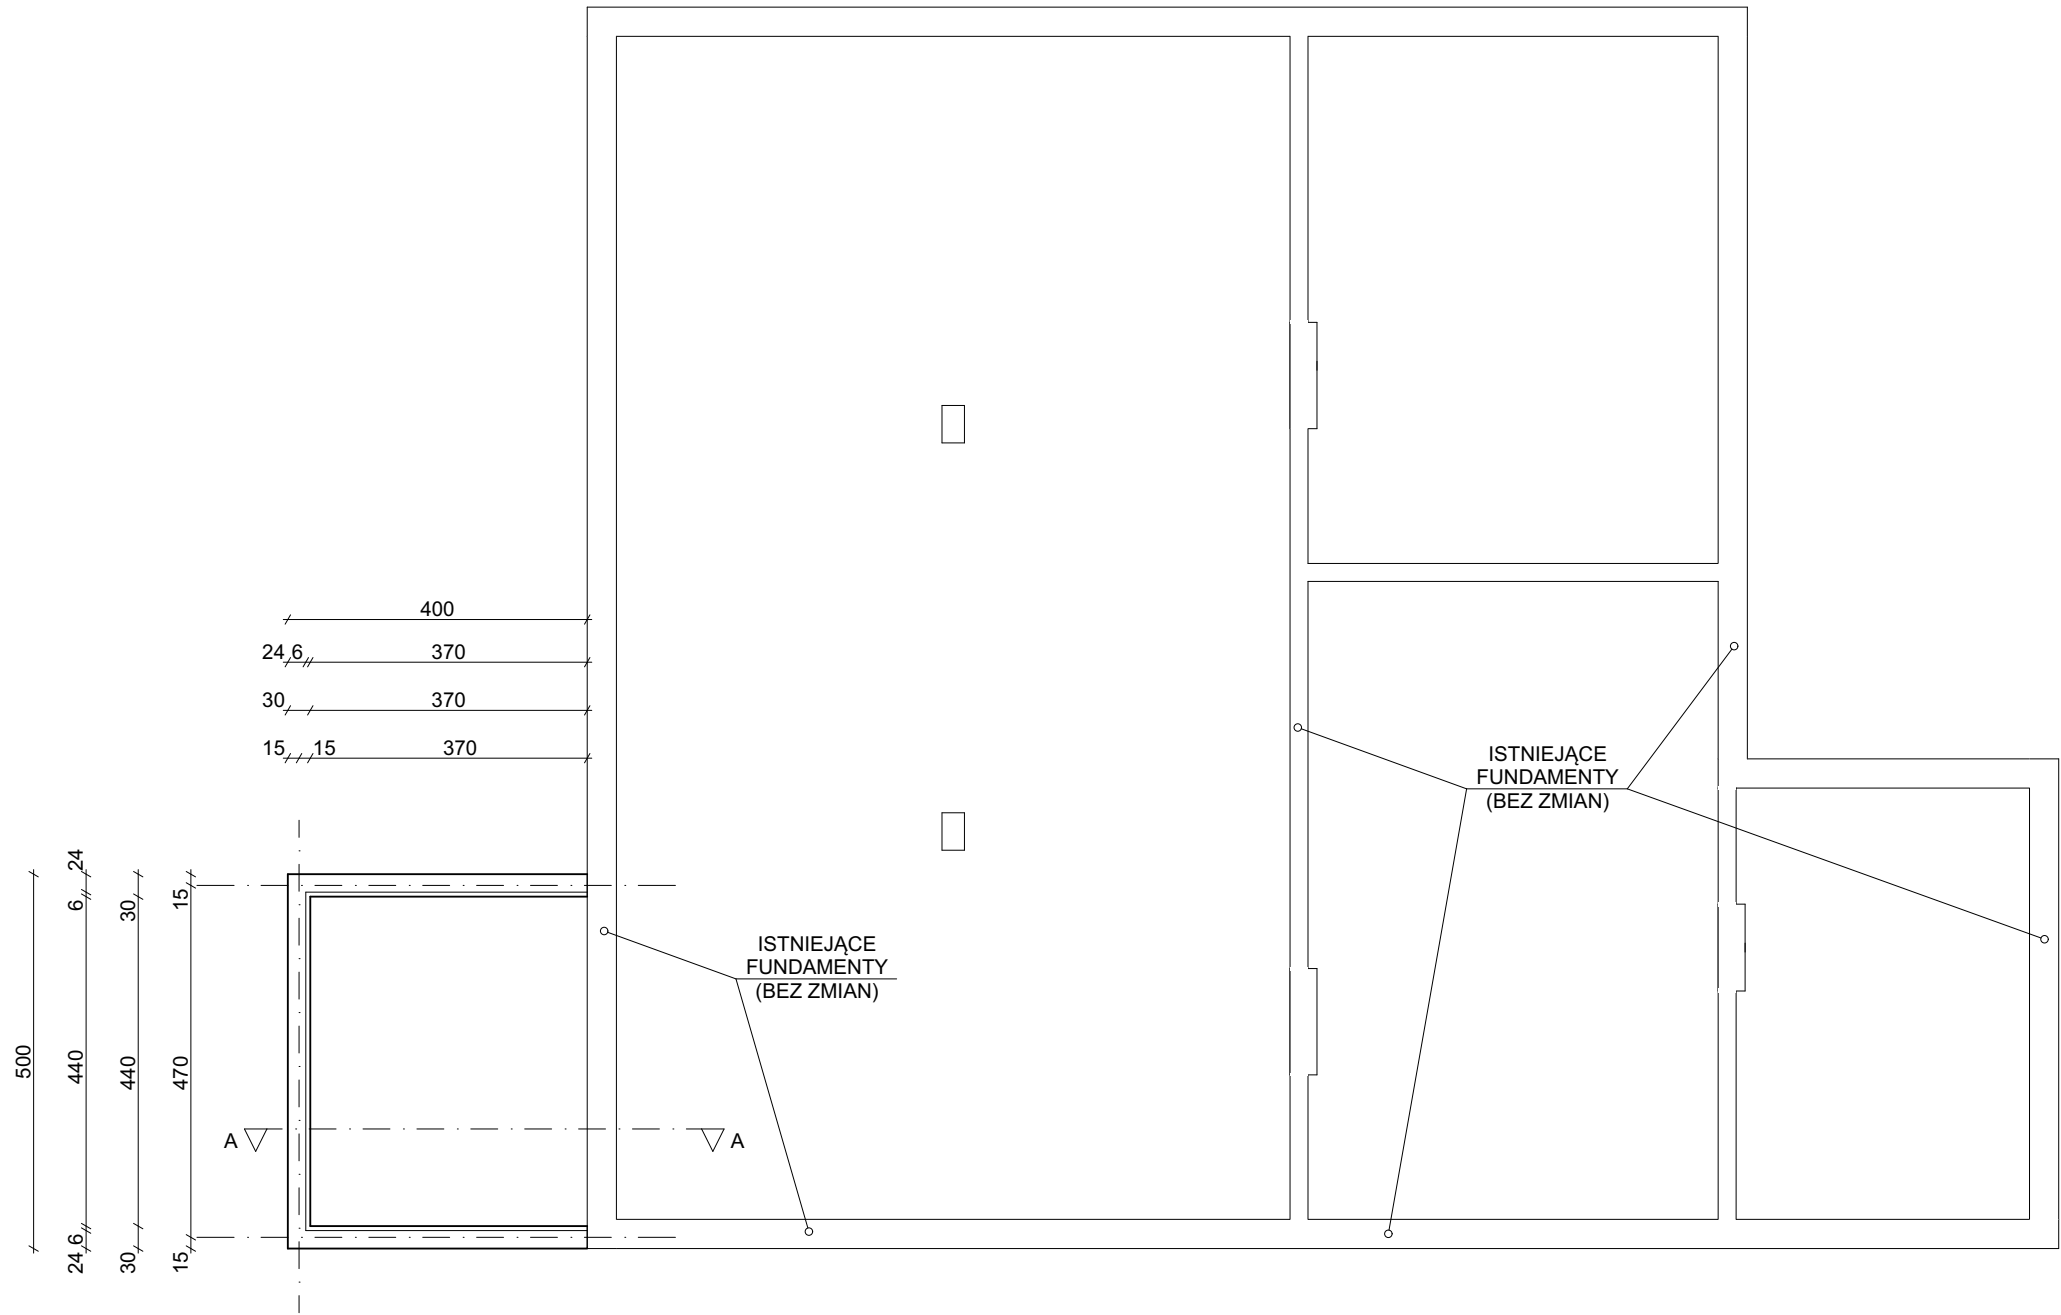 400
24 6 370
30 370
15 15 370
ISTNIEJĄCE
FUNDAMENTY
(BEZ ZMIAN)
ISTNIEJĄCE
FUNDAMENTY
(BEZ ZMIAN)
500
24 6 440 6 24
30 440 30
15 470 15
A A